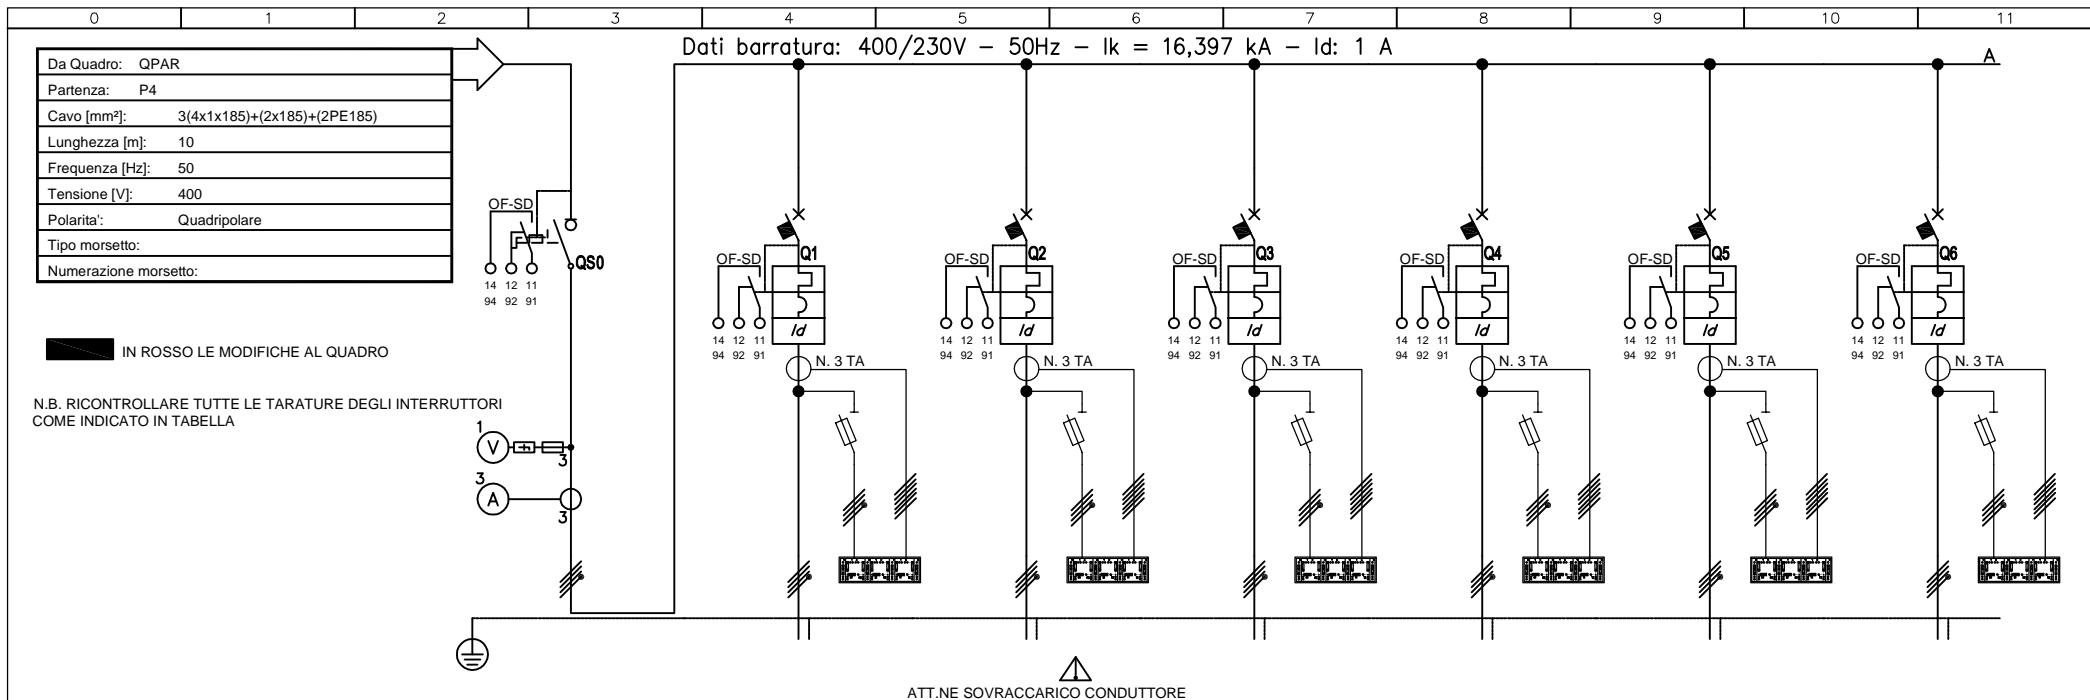 0 1 2 3 4 5 6 7 8 9 10 11
Dati barratura: 400/230V - 50Hz - Ik = 16,397 kA - Id: 1 A
A
Da Quadro: QPAR
Partenza: P4
Cavo [mm²]: 3(4x1x185)+(2x185)+(2PE185)
Lunghezza [m]: 10
Frequenza [Hz]: 50
Tensione [V]: 400
Polarita': Quadripolare
Tipo morsetto:
Numerazione morsetto:
OF-SD
QS0
14 12 11
94 92 91
Q1 Q2 Q3 Q4 Q5 Q6
OF-SD OF-SD OF-SD OF-SD OF-SD OF-SD
Id Id Id Id Id Id
14 12 11 14 12 11 14 12 11 14 12 11 14 12 11 14 12 11
94 92 91 94 92 91 94 92 91 94 92 91 94 92 91 94 92 91
N. 3 TA N. 3 TA N. 3 TA N. 3 TA N. 3 TA N. 3 TA
IN ROSSO LE MODIFICHE AL QUADRO
N.B. RICONTROLLARE TUTTE LE TARATURE DEGLI INTERRUTTORI
COME INDICATO IN TABELLA
1
V
3
3
A
3
ATT.NE SOVRACCARICO CONDUTTORE